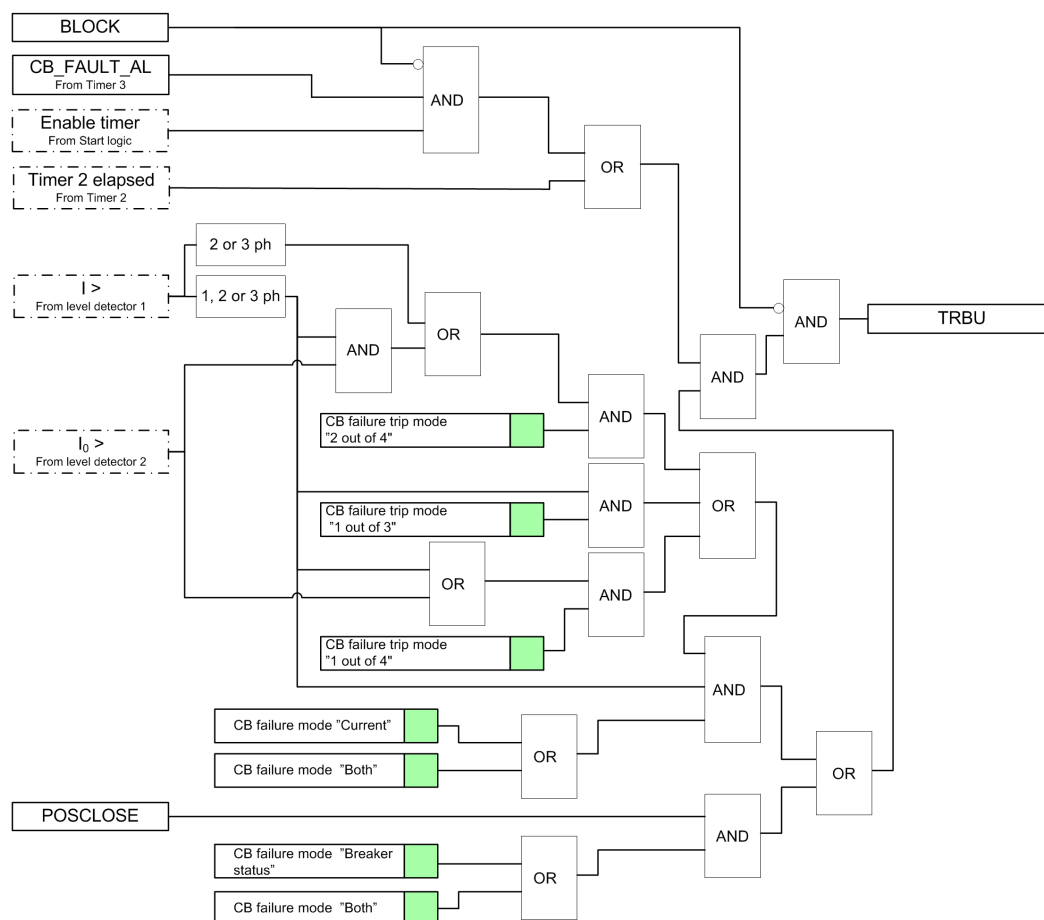 BLOCK
CB_FAULT_AL
From Timer 3
AND
Enable timer
From Start logic
OR
Timer 2 elapsed
From Timer 2
2 or 3 ph
I >
From level detector 1
1, 2 or 3 ph
AND
TRBU
OR
AND
AND
CB failure trip mode
"2 out of 4"
AND
I₀ >
From level detector 2
CB failure trip mode
"1 out of 3"
AND
OR
OR
AND
CB failure trip mode
"1 out of 4"
AND
CB failure mode "Current"
OR
CB failure mode "Both"
OR
POSCLOSE
AND
CB failure mode "Breaker
status"
OR
CB failure mode "Both"